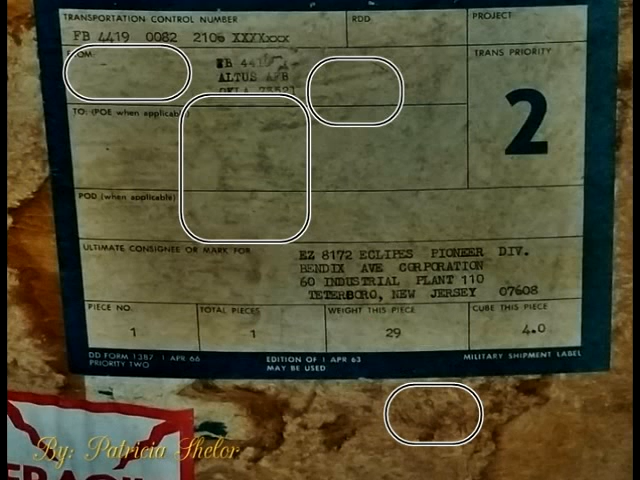 TRANSPORTATION CONTROL NUMBER
RDD
PROJECT
FB 4419 0082 2106 XXXXxxx
TRANS PRIORITY
ALTUS AFB
2
TO: (POE when applicable)
POD (when applicable)
ULTIMATE CONSIGNEE OR MARK FOR
EZ 8172 ECLIPES PIONEER DIV.
BENDIX AVE CORPORATION
60 INDUSTRIAL PLANT 110
TETERBORO, NEW JERSEY 07608
PIECE NO.
TOTAL PIECES
WEIGHT THIS PIECE
CUBE THIS PIECE
1
1
29
4.0
DD FORM 1387 1 APR 66
PRIORITY TWO
EDITION OF 1 APR 63
MAY BE USED
MILITARY SHIPMENT LABEL
By: Patricia Shelor